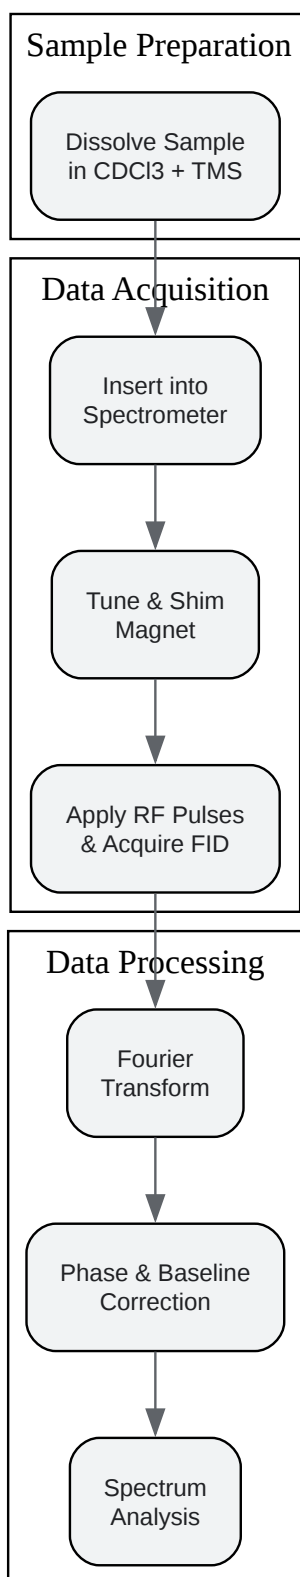 Sample Preparation
Dissolve Sample
in CDCl3 + TMS
Data Acquisition
Insert into
Spectrometer
Tune & Shim
Magnet
Apply RF Pulses
& Acquire FID
Data Processing
Fourier
Transform
Phase & Baseline
Correction
Spectrum
Analysis